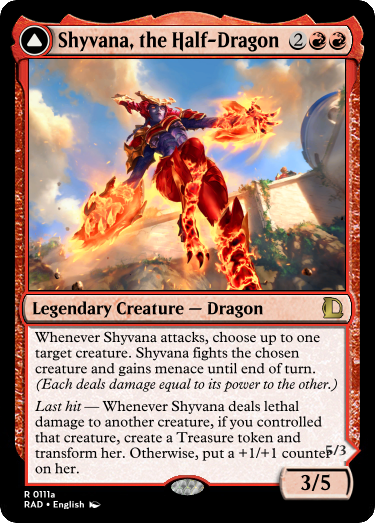 Shyvana, the Half-Dragon 2
Legendary Creature — Dragon
Whenever Shyvana attacks, choose up to one
target creature. Shyvana fights the chosen
creature and gains menace until end of turn.
(Each deals damage equal to its power to the other.)
Last hit — Whenever Shyvana deals lethal
damage to another creature, if you controlled
that creature, create a Treasure token and
transform her. Otherwise, put a +1/+1 counter
on her.
5/3
3/5
R 0111a
RAD • English